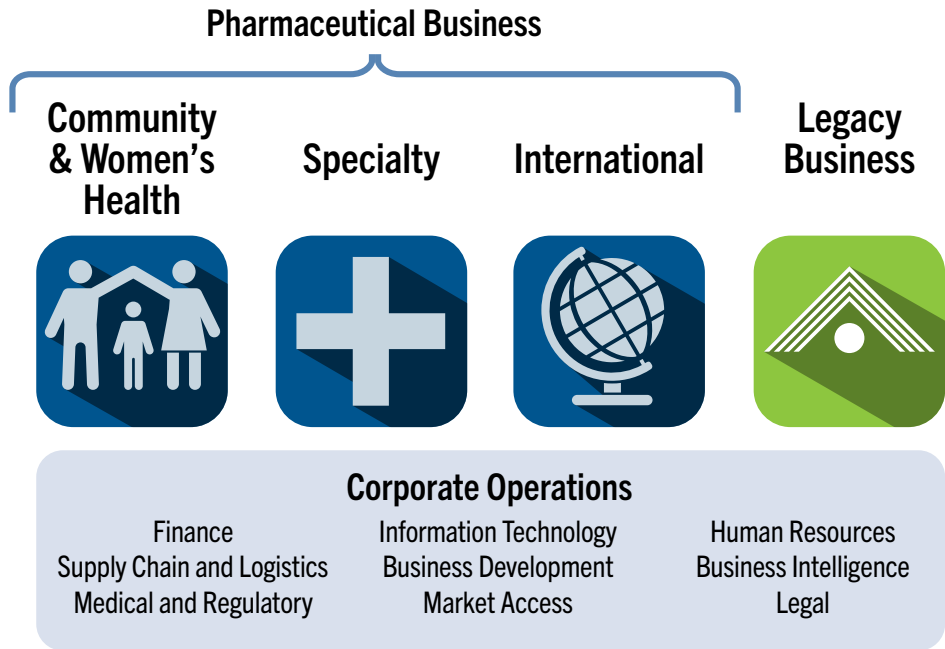 Pharmaceutical Business
Community
& Women's
Health
Specialty
International
Legacy
Business
Corporate Operations
Finance
Supply Chain and Logistics
Medical and Regulatory
Information Technology
Business Development
Market Access
Human Resources
Business Intelligence
Legal